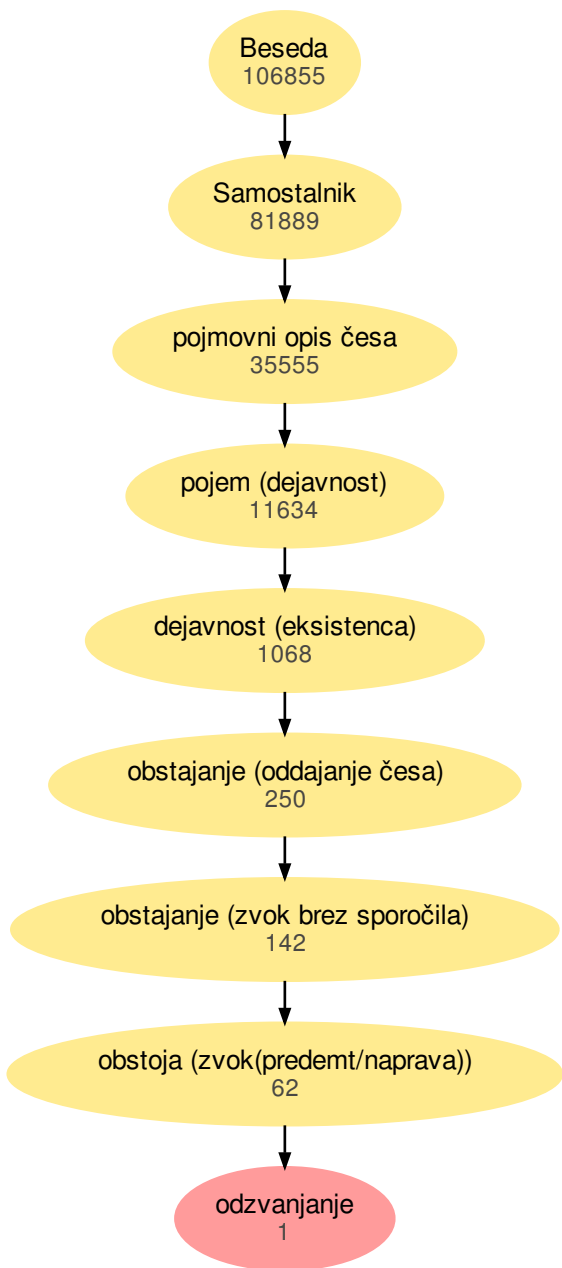 Beseda
106855
Samostalnik
81889
pojmovni opis česa
35555
pojem (dejavnost)
11634
dejavnost (eksistenca)
1068
obstajanje (oddajanje česa)
250
obstajanje (zvok brez sporočila)
142
obstoja (zvok(predemt/naprava))
62
odzvanjanje
1